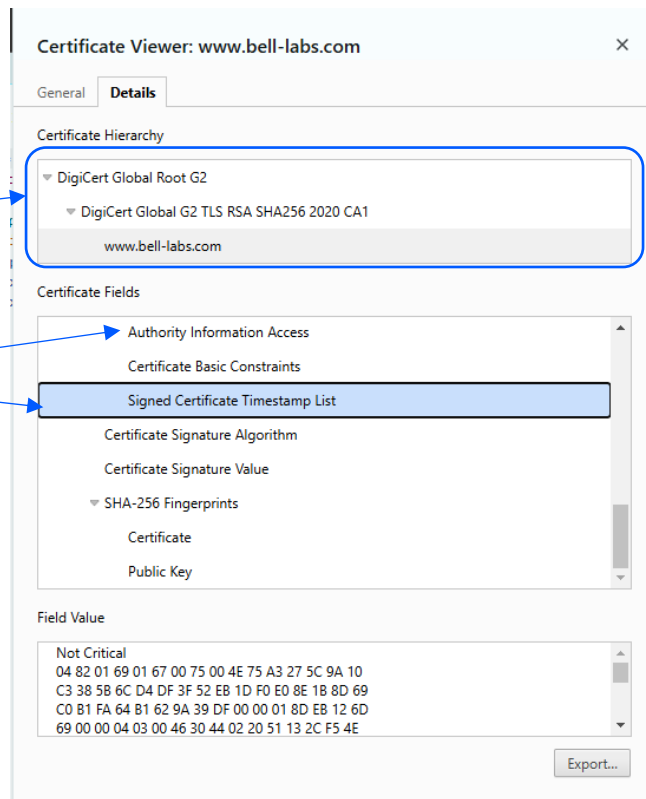 Certificate Viewer: www.bell-labs.com
General Details
Certificate Hierarchy
DigiCert Global Root G2
DigiCert Global G2 TLS RSA SHA256 2020 CA1
www.bell-labs.com
Certificate Fields
Authority Information Access
Certificate Basic Constraints
Signed Certificate Timestamp List
Certificate Signature Algorithm
Certificate Signature Value
SHA-256 Fingerprints
Certificate
Public Key
Field Value
Not Critical
04 82 01 69 01 67 00 75 00 4E 75 A3 27 5C 9A 10
C3 38 5B 6C D4 DF 3F 52 EB 1D F0 E0 8E 1B 8D 69
C0 B1 FA 64 B1 62 9A 39 DF 00 00 01 8D EB 12 6D
69 00 00 04 03 00 46 30 44 02 20 51 13 2C F5 4E
Export...